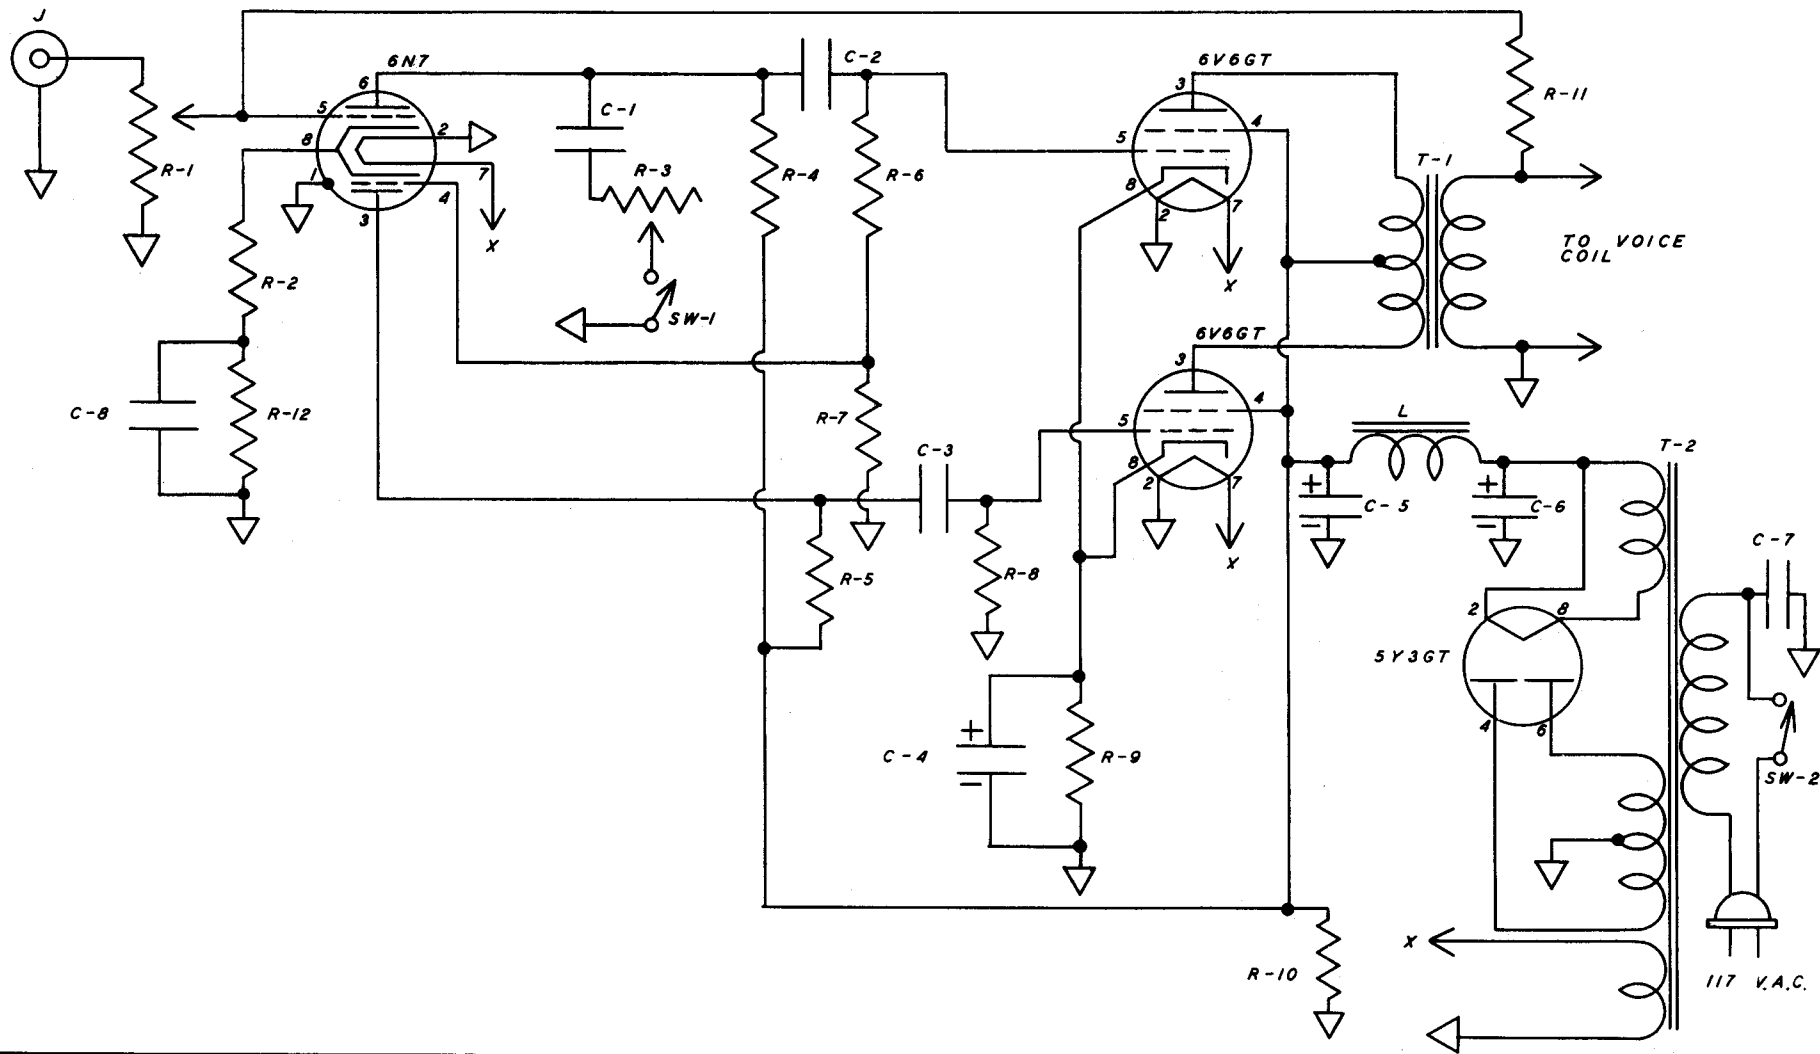 J
6N7
6
5
8
1
2
7
4
3
X
R-1
R-2
C-8
R-12
C-1
R-3
SW-1
C-2
R-4
R-6
R-7
C-3
R-5
R-8
6V6GT
3
5
4
8
2
7
X
6V6GT
3
5
4
8
2
7
X
C-4
+
-
R-9
R-11
T-1
TO VOICE
COIL
L
+
-
C-5
+
-
C-6
T-2
C-7
2
8
5Y3GT
4
6
SW-2
R-10
X
117 V.A.C.